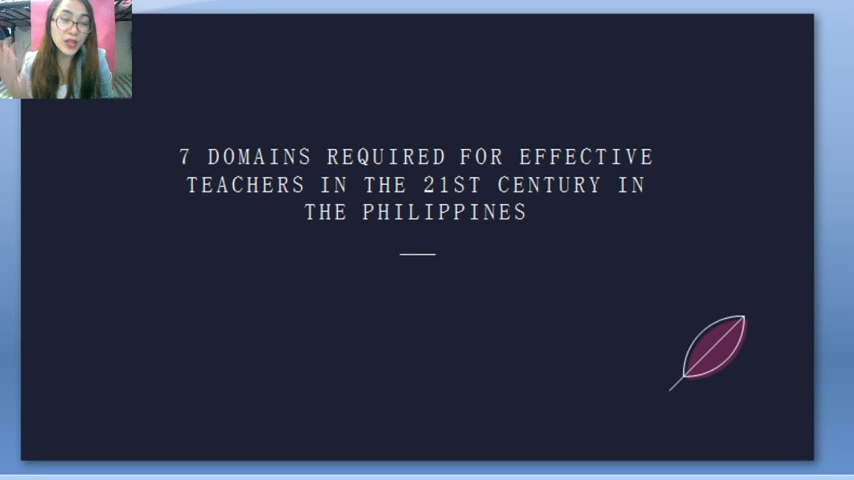 7 DOMAINS REQUIRED FOR EFFECTIVE
TEACHERS IN THE 21ST CENTURY IN
THE PHILIPPINES